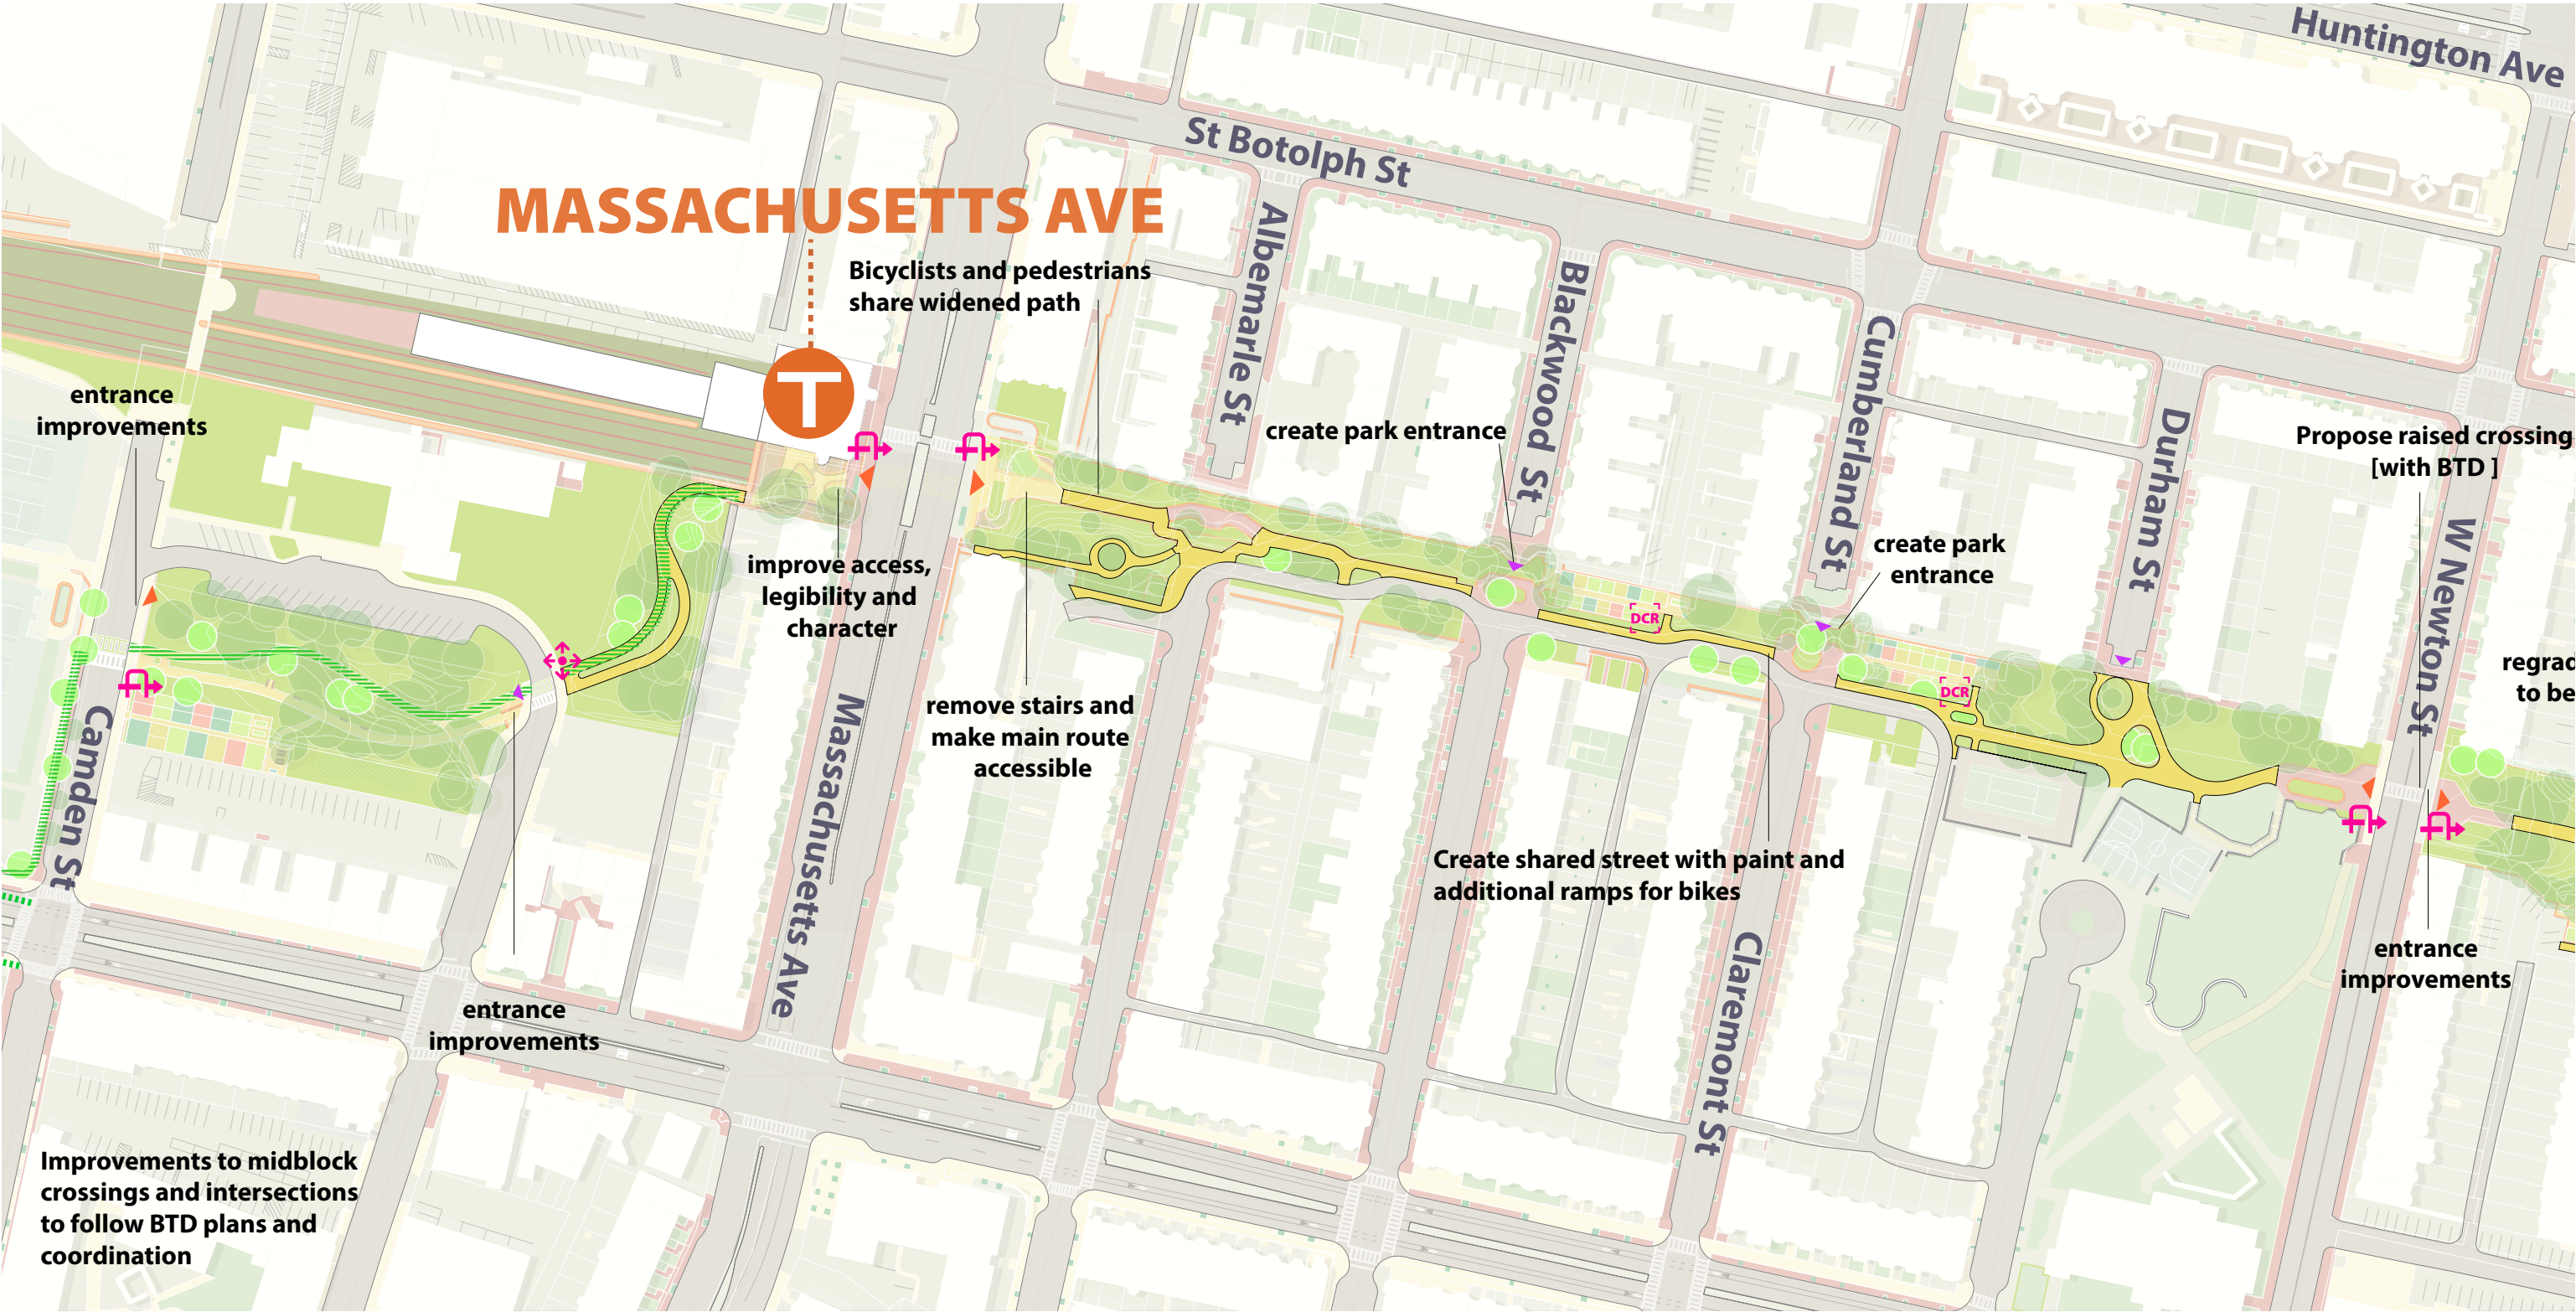 Huntington Ave
St Botolph St
MASSACHUSETTS AVE
Bicyclists and pedestrians
share widened path
Albemarle St
Blackwood St
Cumberland St
Durham St
W Newton St
T
entrance
improvements
create park entrance
Propose raised crossing
[with BTD ]
create park
entrance
improve access,
legibility and
character
DCR
DCR
regrad
to be
remove stairs and
make main route
accessible
Camden St
Massachusetts Ave
Create shared street with paint and
additional ramps for bikes
Claremont St
entrance
improvements
entrance
improvements
Improvements to midblock
crossings and intersections
to follow BTD plans and
coordination